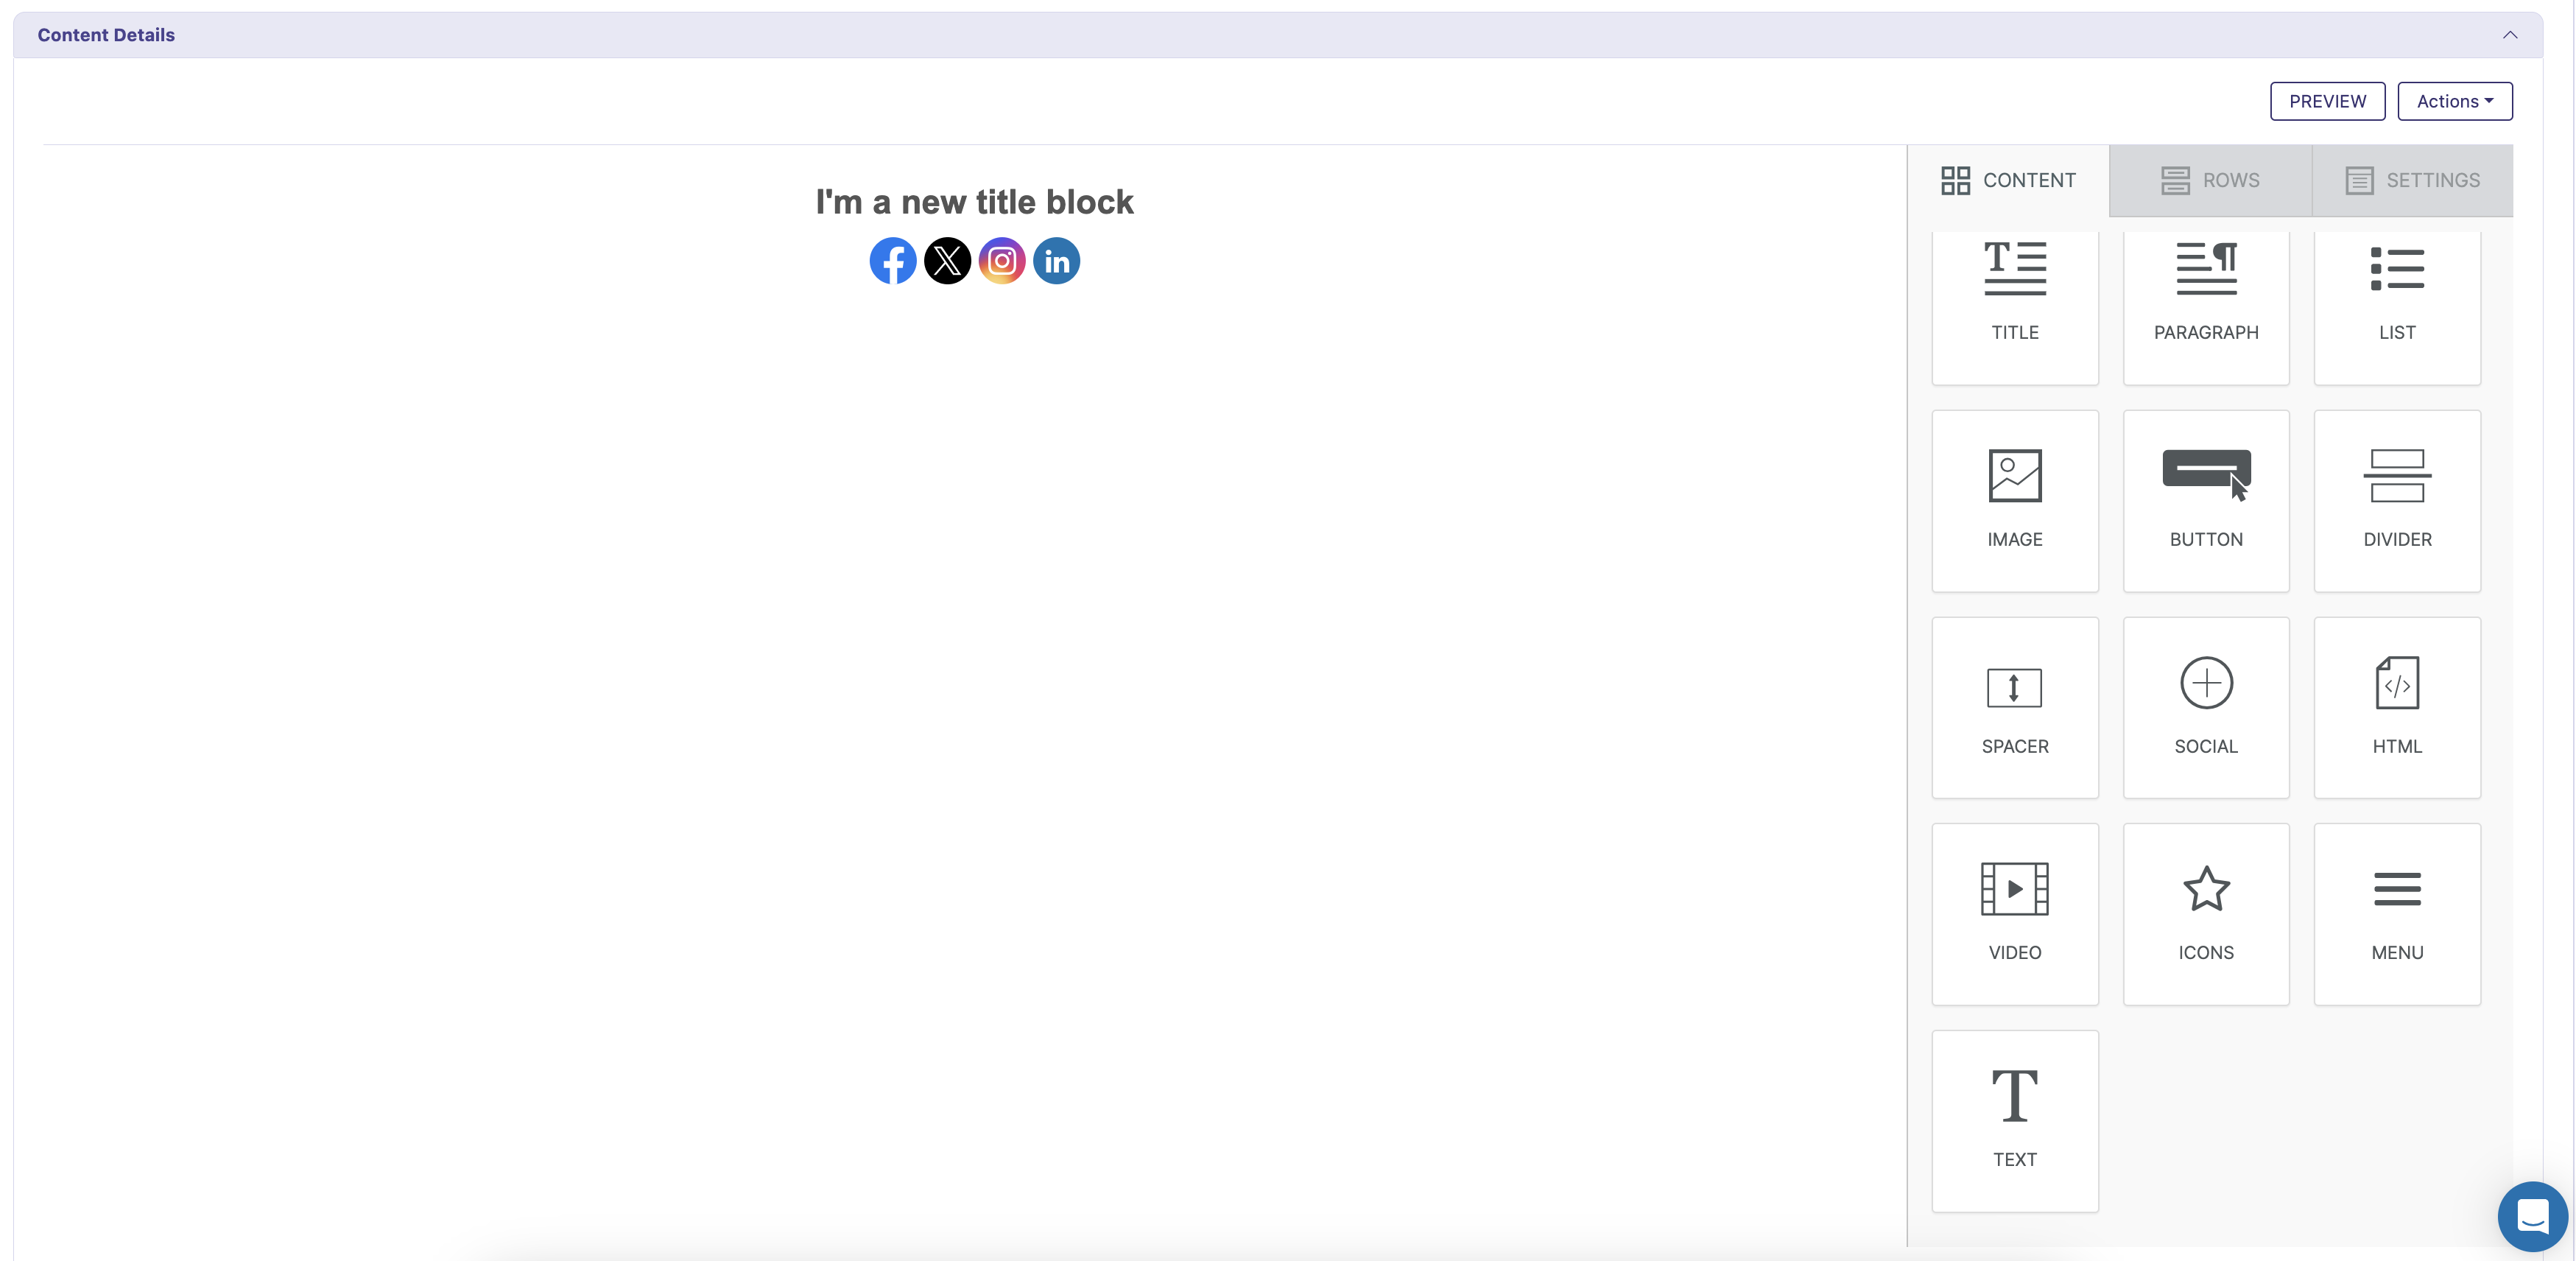 Content Details
PREVIEW
Actions
CONTENT
ROWS
SETTINGS
I'm a new title block
TITLE
PARAGRAPH
LIST
IMAGE
BUTTON
DIVIDER
SPACER
SOCIAL
HTML
VIDEO
ICONS
MENU
TEXT